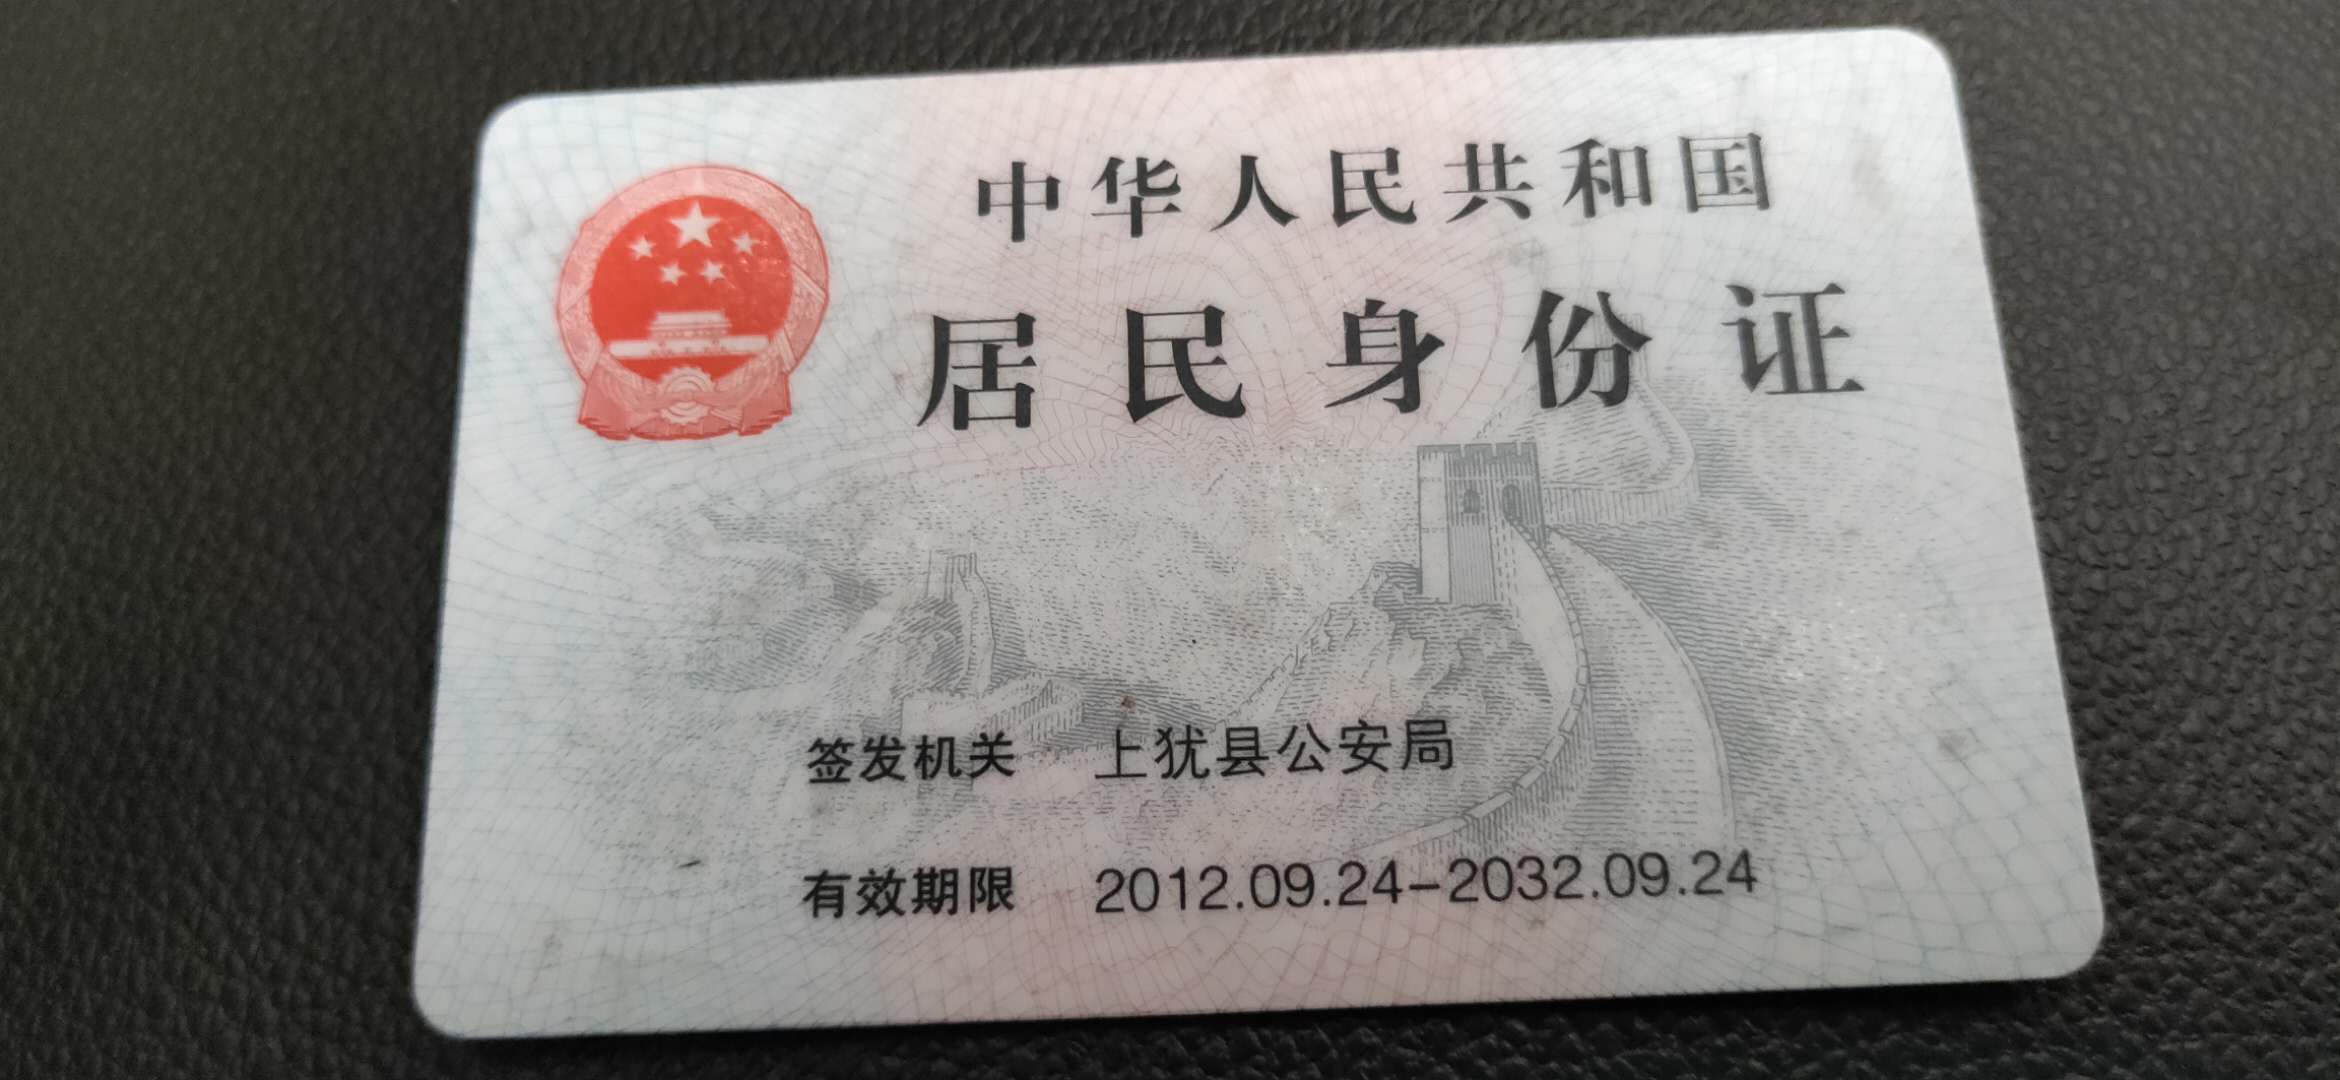 中华人民共和国
居民身份证
签发机关 上犹县公安局
有效期限 2012.09.24-2032.09.24